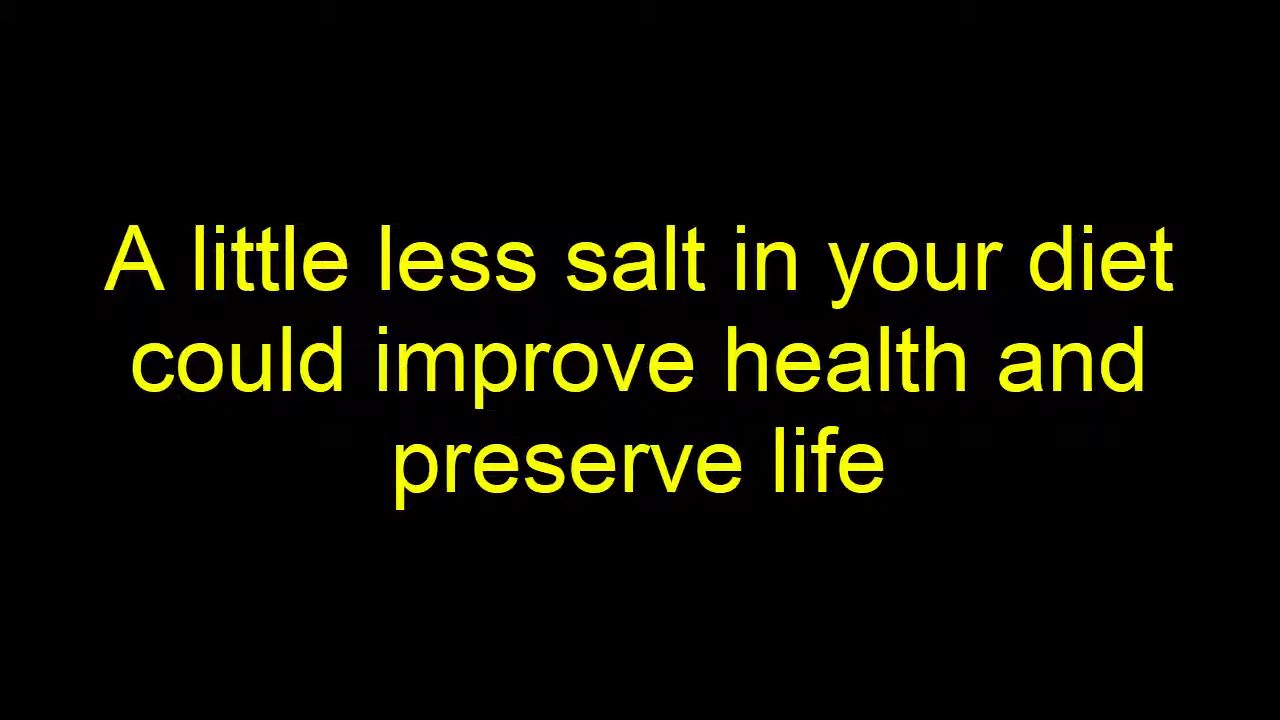 A little less salt in your diet
could improve health and
preserve life